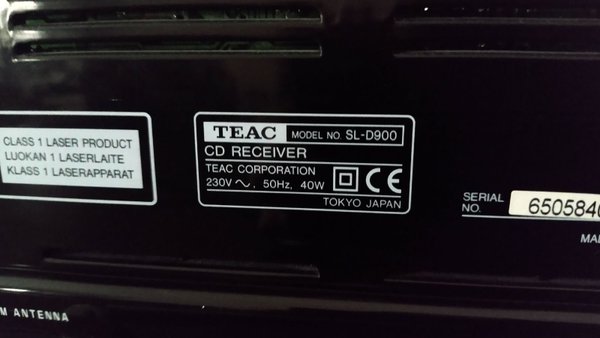 CLASS 1 LASER PRODUCT
LUOKAN 1 LASERLAITE
KLASS 1 LASERAPPARAT
TEAC MODEL NO. SL-D900
CD RECEIVER
TEAC CORPORATION
230V ~, 50Hz, 40W CE
TOKYO JAPAN
SERIAL NO.
ANTENNA